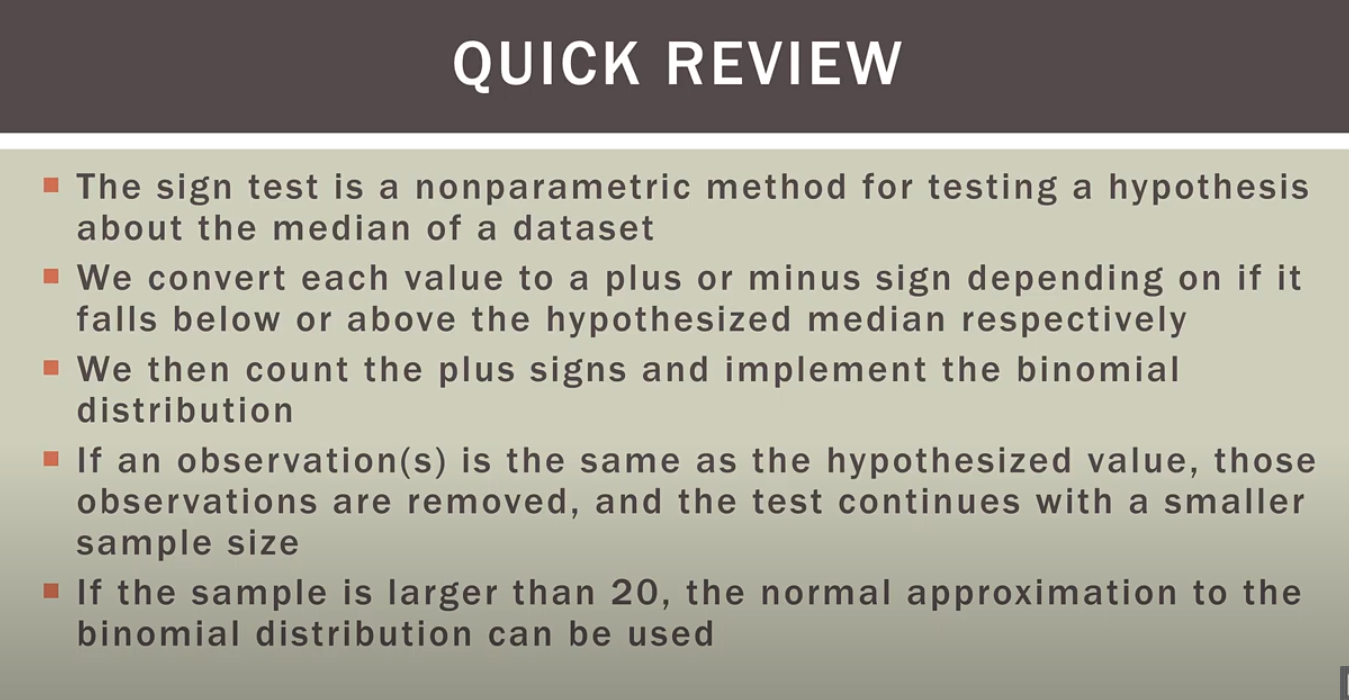 QUICK REVIEW
The sign test is a nonparametric method for testing a hypothesis
about the median of a dataset
We convert each value to a plus or minus sign depending on if it
falls below or above the hypothesized median respectively
We then count the plus signs and implement the binomial
distribution
If an observation(s) is the same as the hypothesized value, those
observations are removed, and the test continues with a smaller
sample size
If the sample is larger than 20, the normal approximation to the
binomial distribution can be used